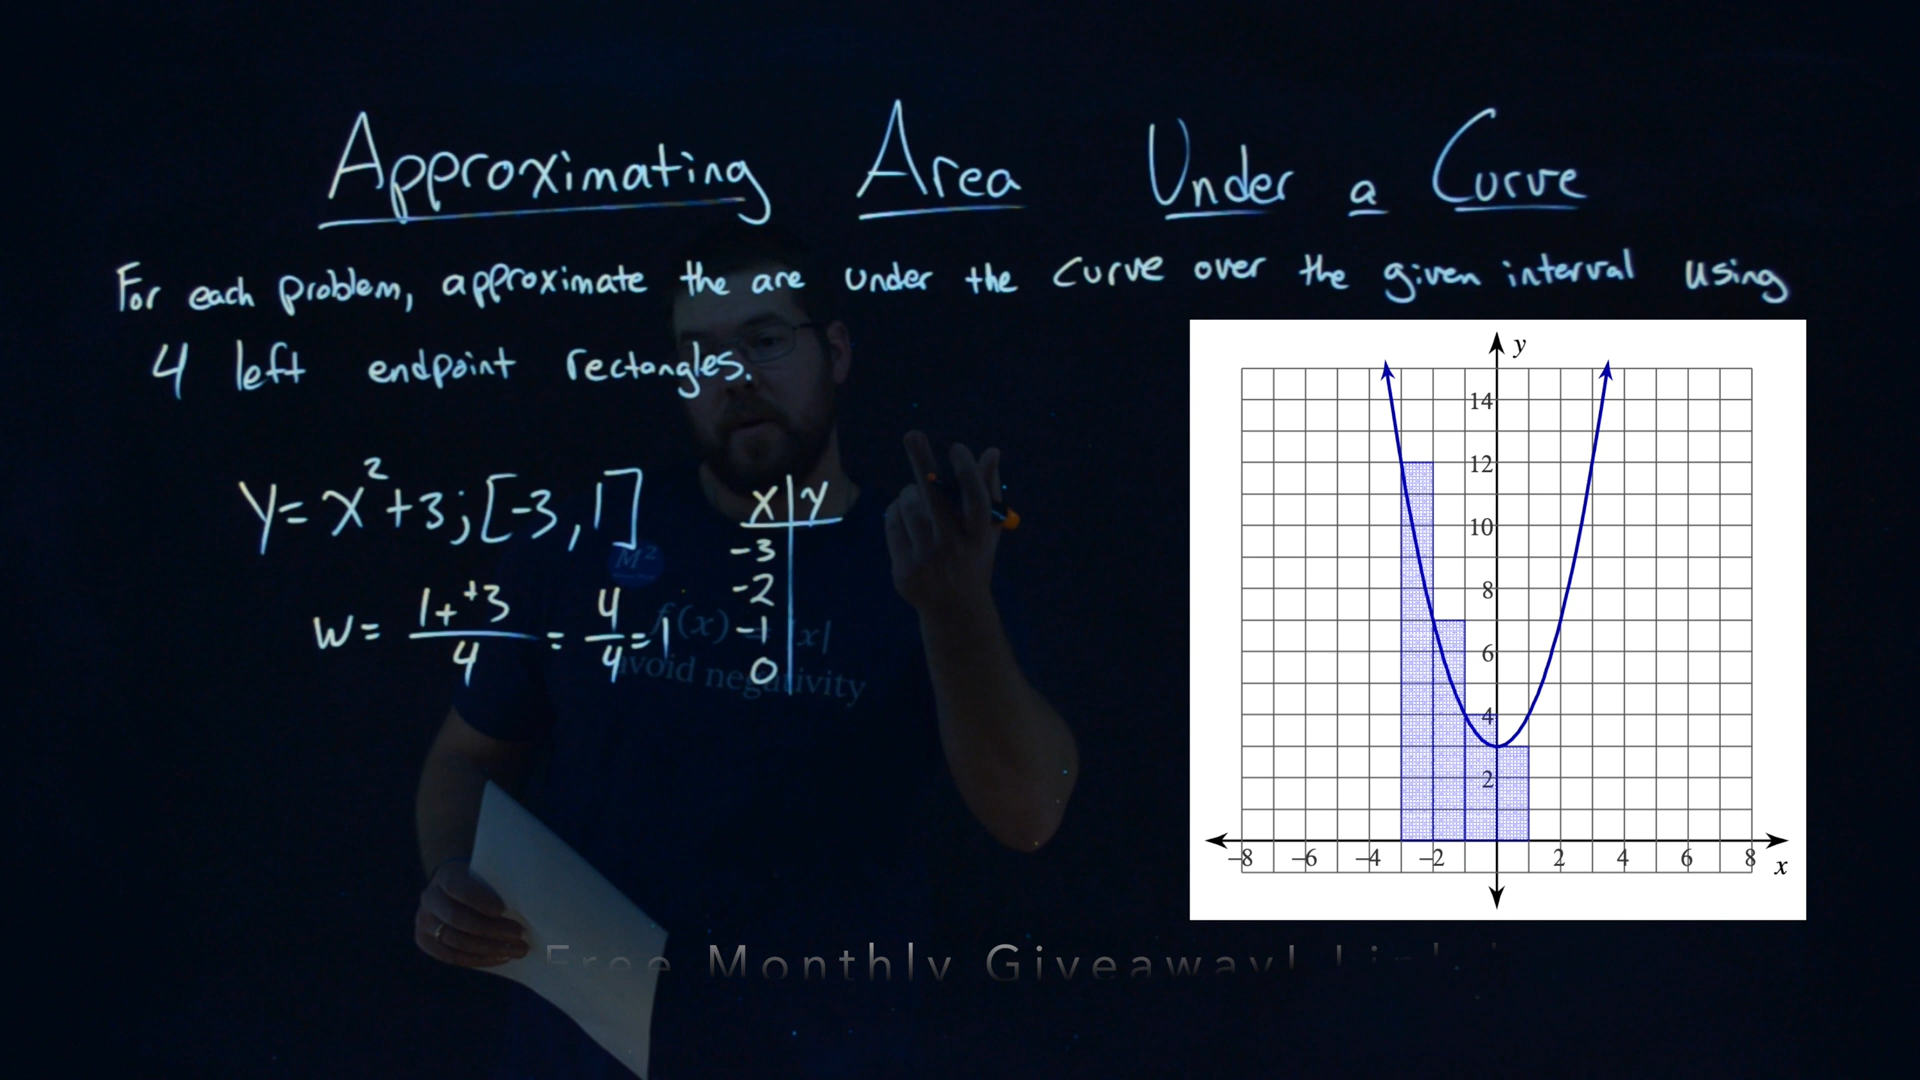 Approximating Area Under a Curve
For each problem, approximate the are under the curve over the given interval using
4 left endpoint rectangles.
y = x² + 3; [-3, 1]
w = 1 + +3 / 4 = 4/4 = 1
x | y
-3
-2
-1
0
M²
f(x) = |x|
avoid negativity
y
14
12
10
8
6
4
2
-8 -6 -4 -2 2 4 6 8
x
Free Monthly Giveaway!